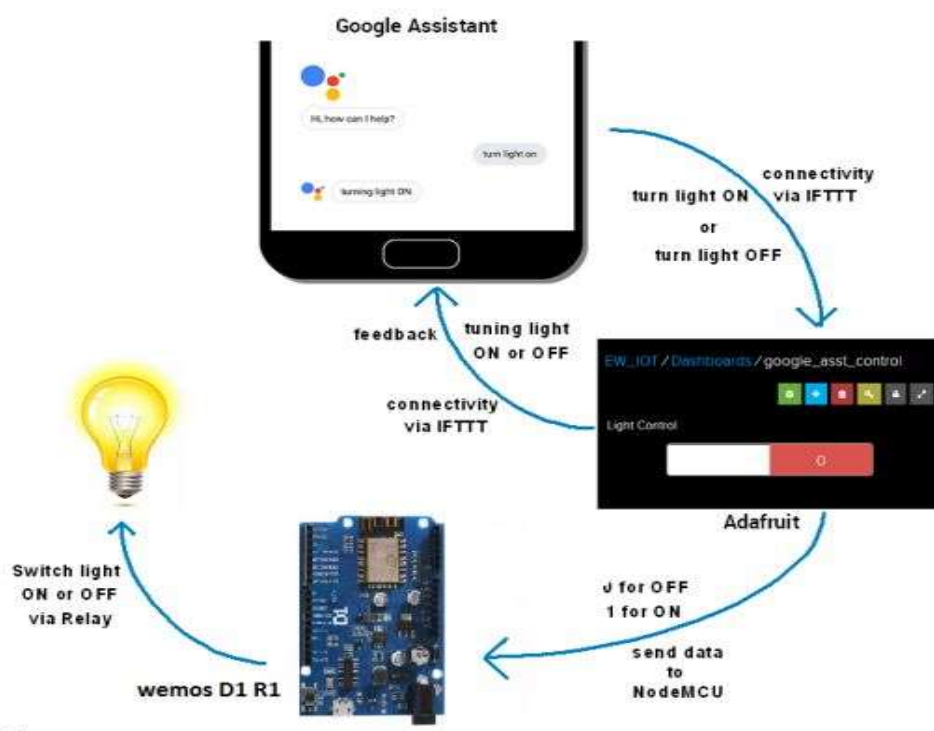 Google Assistant
Hi, how can I help?
turn light on
turning light ON
connectivity
via IFTTT
turn light ON
or
turn light OFF
feedback
tuning light
ON or OFF
connectivity
via IFTTT
EW_IOT / Dashboards / google_asst_control
Light Control
0
Adafruit
0 for OFF
1 for ON
send data
to
NodeMCU
Switch light
ON or OFF
via Relay
D1
wemos D1 R1